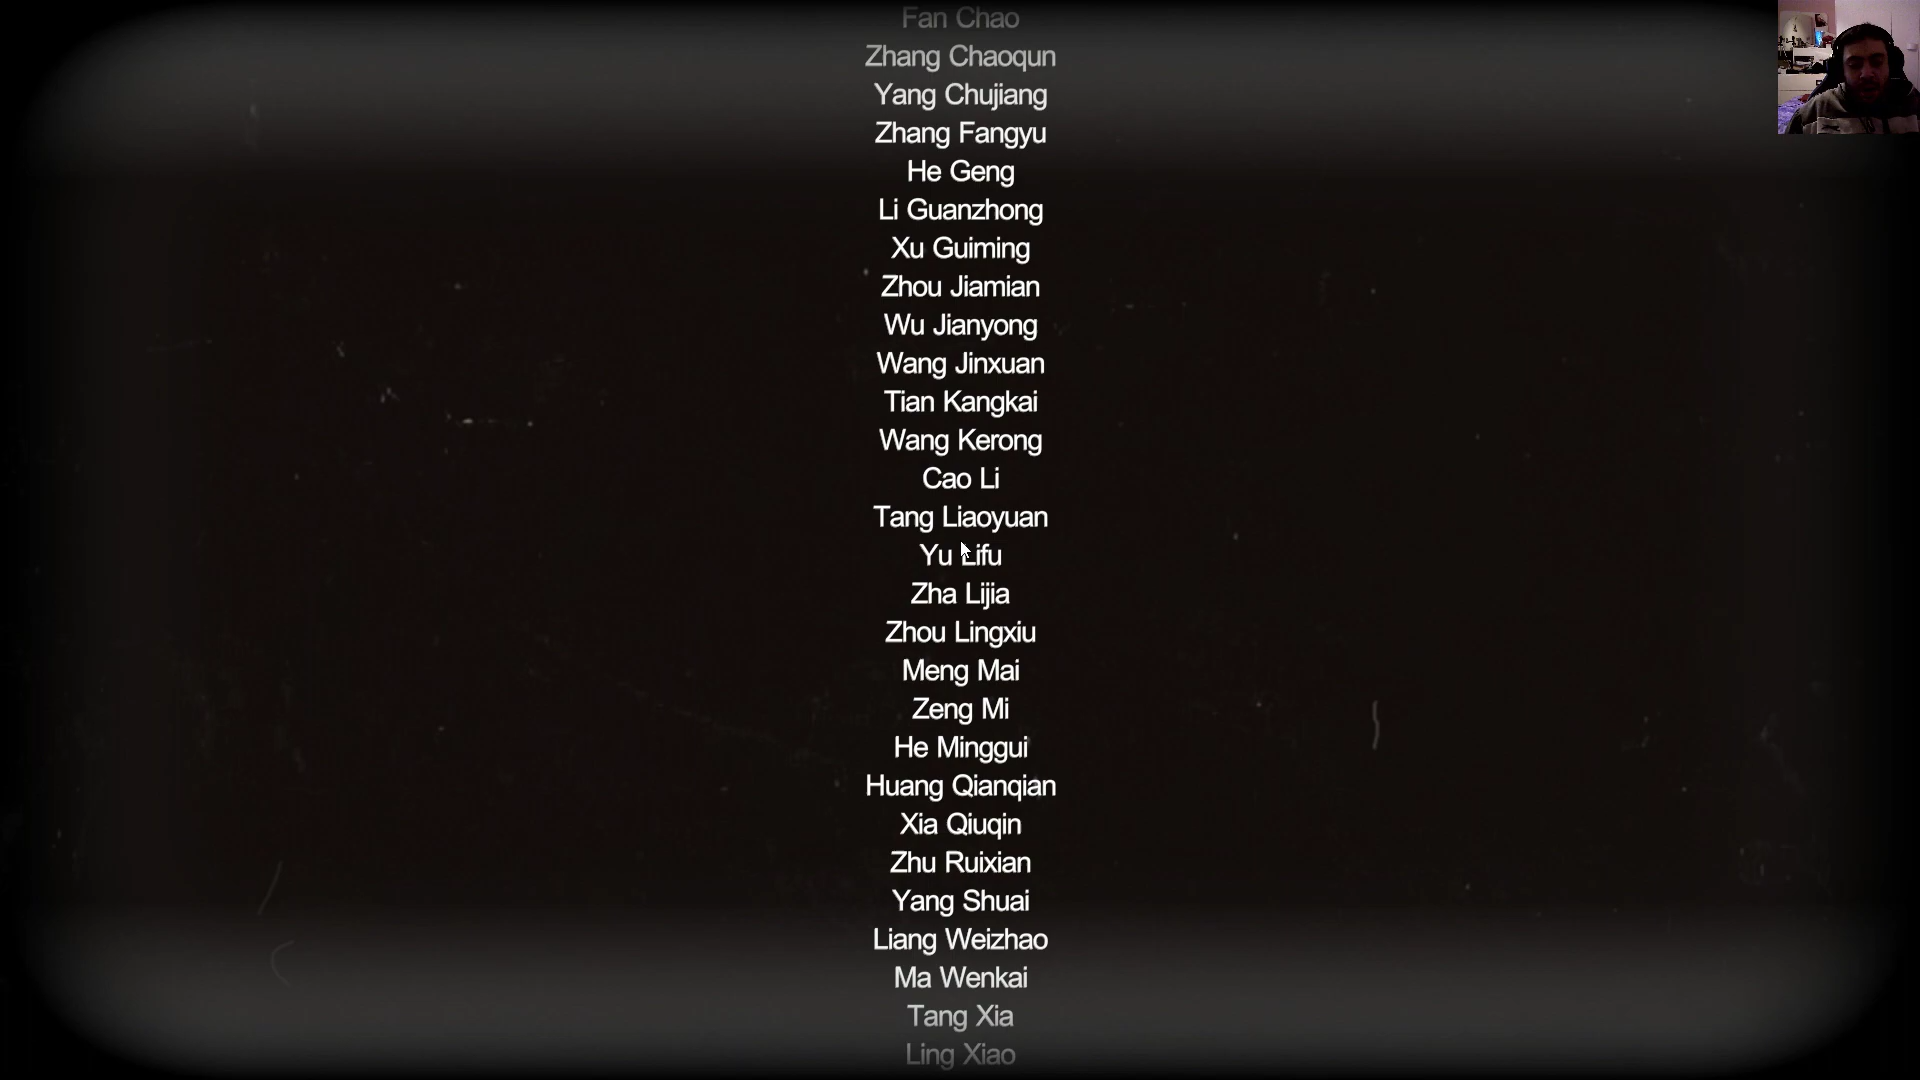 Fan Chao
Zhang Chaoqun
Yang Chujiang
Zhang Fangyu
He Geng
Li Guanzhong
Xu Guiming
Zhou Jiamian
Wu Jianyong
Wang Jinxuan
Tian Kangkai
Wang Kerong
Cao Li
Tang Liaoyuan
Yu Lifu
Zha Lijia
Zhou Lingxiu
Meng Mai
Zeng Mi
He Minggui
Huang Qianqian
Xia Qiuqin
Zhu Ruixian
Yang Shuai
Liang Weizhao
Ma Wenkai
Tang Xia
Ling Xiao